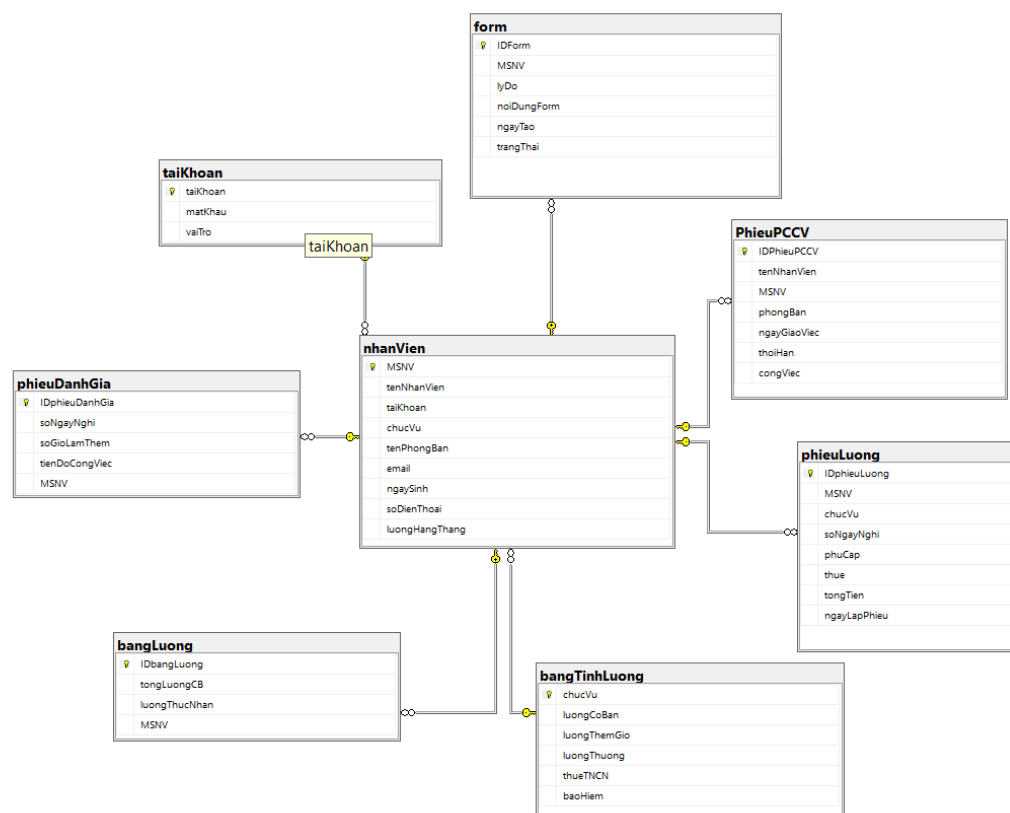 form
IDForm
MSNV
lyDo
noiDungForm
ngayTao
trangThai
taiKhoan
taiKhoan
matKhau
vaiTro
taiKhoan
PhieuPCCV
IDPhieuPCCV
tenNhanVien
MSNV
phongBan
ngayGiaoViec
thoiHan
congViec
nhanVien
MSNV
tenNhanVien
taiKhoan
chucVu
tenPhongBan
email
ngaySinh
soDienThoai
luongHangThang
phieuDanhGia
IDphieuDanhGia
soNgayNghi
soGioLamThem
tienDoCongViec
MSNV
phieuLuong
IDphieuLuong
MSNV
chucVu
soNgayNghi
phuCap
thue
tongTien
ngayLapPhieu
bangLuong
IDbangLuong
tongLuongCB
luongThucNhan
MSNV
bangTinhLuong
chucVu
luongCoBan
luongThemGio
luongThuong
thueTNCN
baoHiem